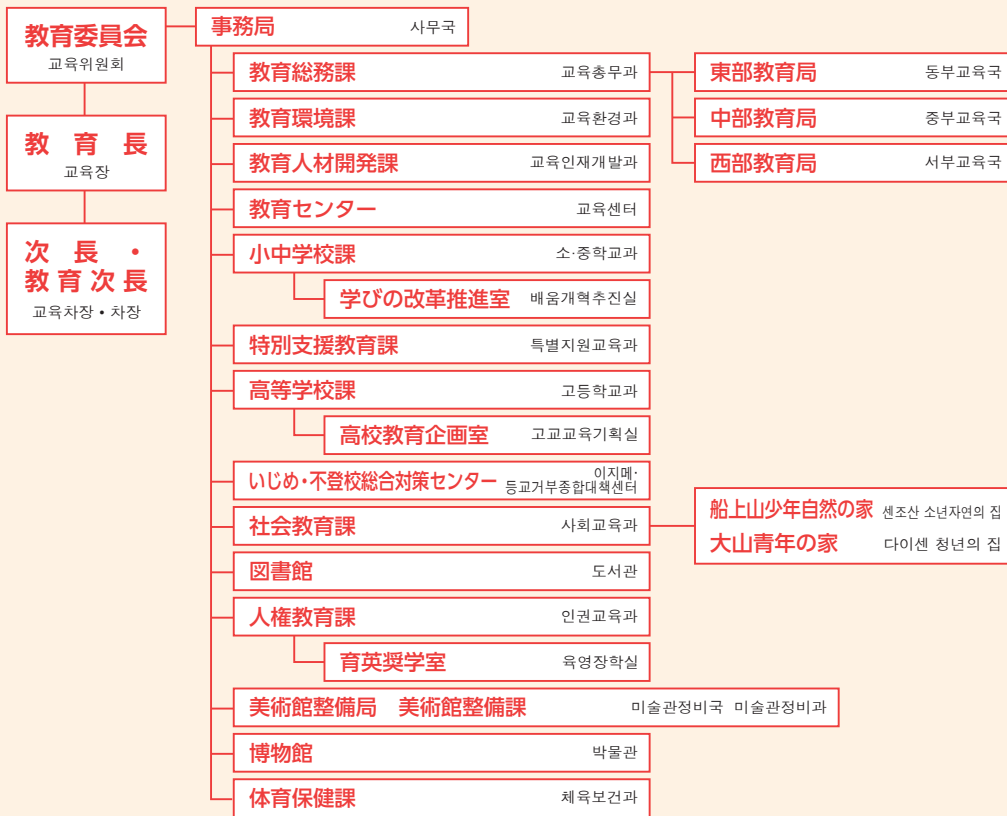 教育委員会
교육위원회
教育長
교육장
次長・
教育次長
교육차장・차장
事務局 사무국
教育総務課 교육총무과
東部教育局 동부교육국
中部教育局 중부교육국
西部教育局 서부교육국
教育環境課 교육환경과
教育人材開発課 교육인재개발과
教育センター 교육센터
小中学校課 소·중학교과
学びの改革推進室 배움개혁추진실
特別支援教育課 특별지원교육과
高等学校課 고등학교과
高校教育企画室 고교교육기획실
いじめ・不登校総合対策センター 이지메·
등교거부종합대책센터
社会教育課 사회교육과
船上山少年自然の家 센조산 소년자연의 집
大山青年の家 다이센 청년의 집
図書館 도서관
人権教育課 인권교육과
育英奨学室 육영장학실
美術館整備局 美術館整備課 미술관정비국 미술관정비과
博物館 박물관
体育保健課 체육보건과